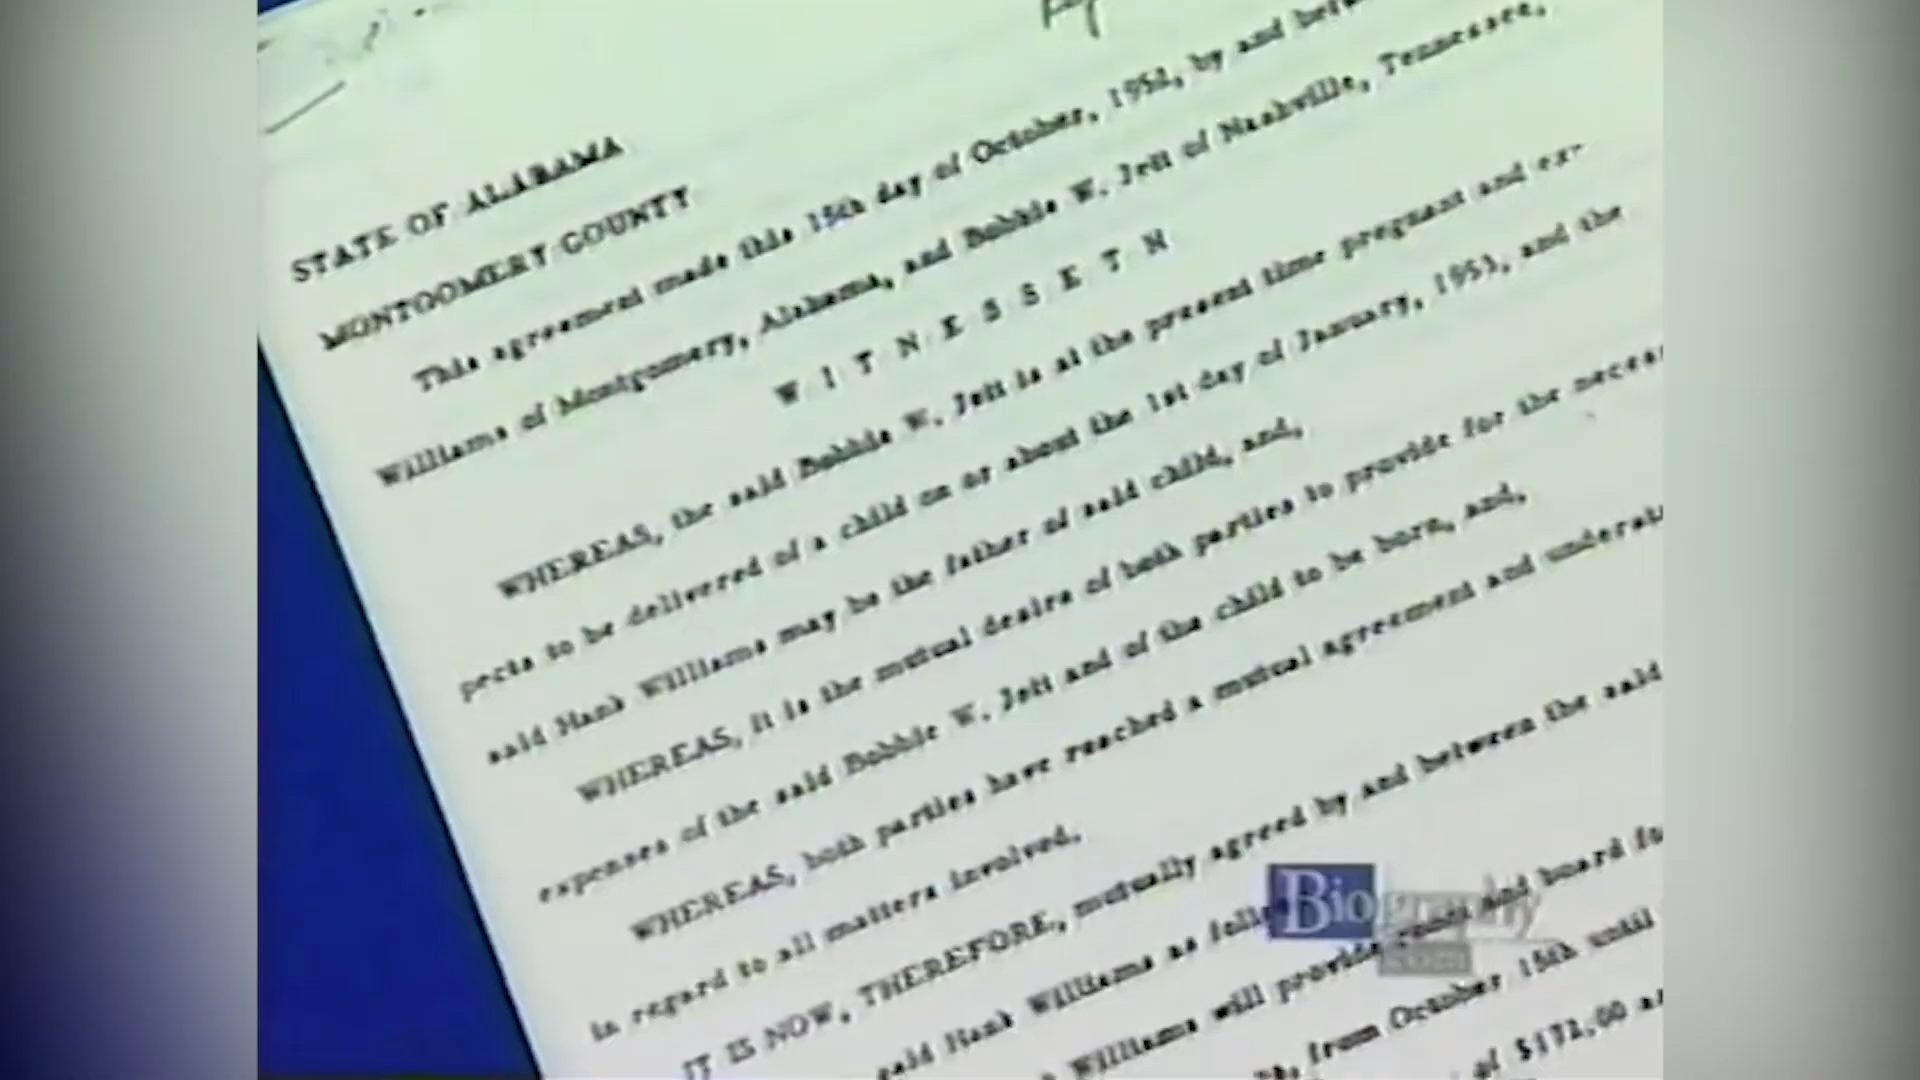 STATE OF ALABAMA
MONTGOMERY COUNTY
This agreement made this 15th day of October, 1952, by and
Williams of Montgomery, Alabama, and Bobbie W. Jett of Nashville, Tennessee,
W I T N E S S E T H
WHEREAS, the said Bobbie W. Jett is at the present time pregnant and ex-
pects to be delivered of a child on or about the 1st day of January, 1953, and the
said Hank Williams may be the father of said child, and,
WHEREAS, it is the mutual desire of both parties to provide for the
expenses of the said Bobbie W. Jett and of the child to be born, and,
WHEREAS, both parties have reached a mutual agreement and
in regard to all matters involved.
IT IS NOW, THEREFORE, mutually agreed by and between the said
said Hank Williams as
Williams will provide room and board
from October 15th until
of $172.00
Biography
.com